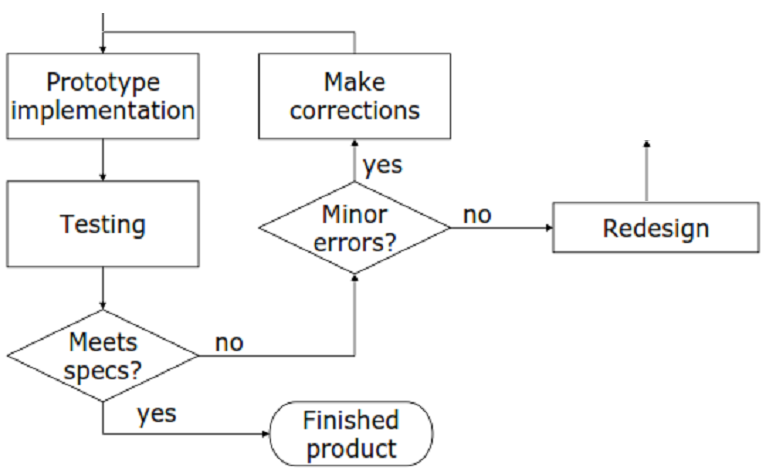 Prototype
implementation
Make
corrections
yes
Testing
Minor
errors?
no
Redesign
Meets
specs?
no
yes
Finished
product